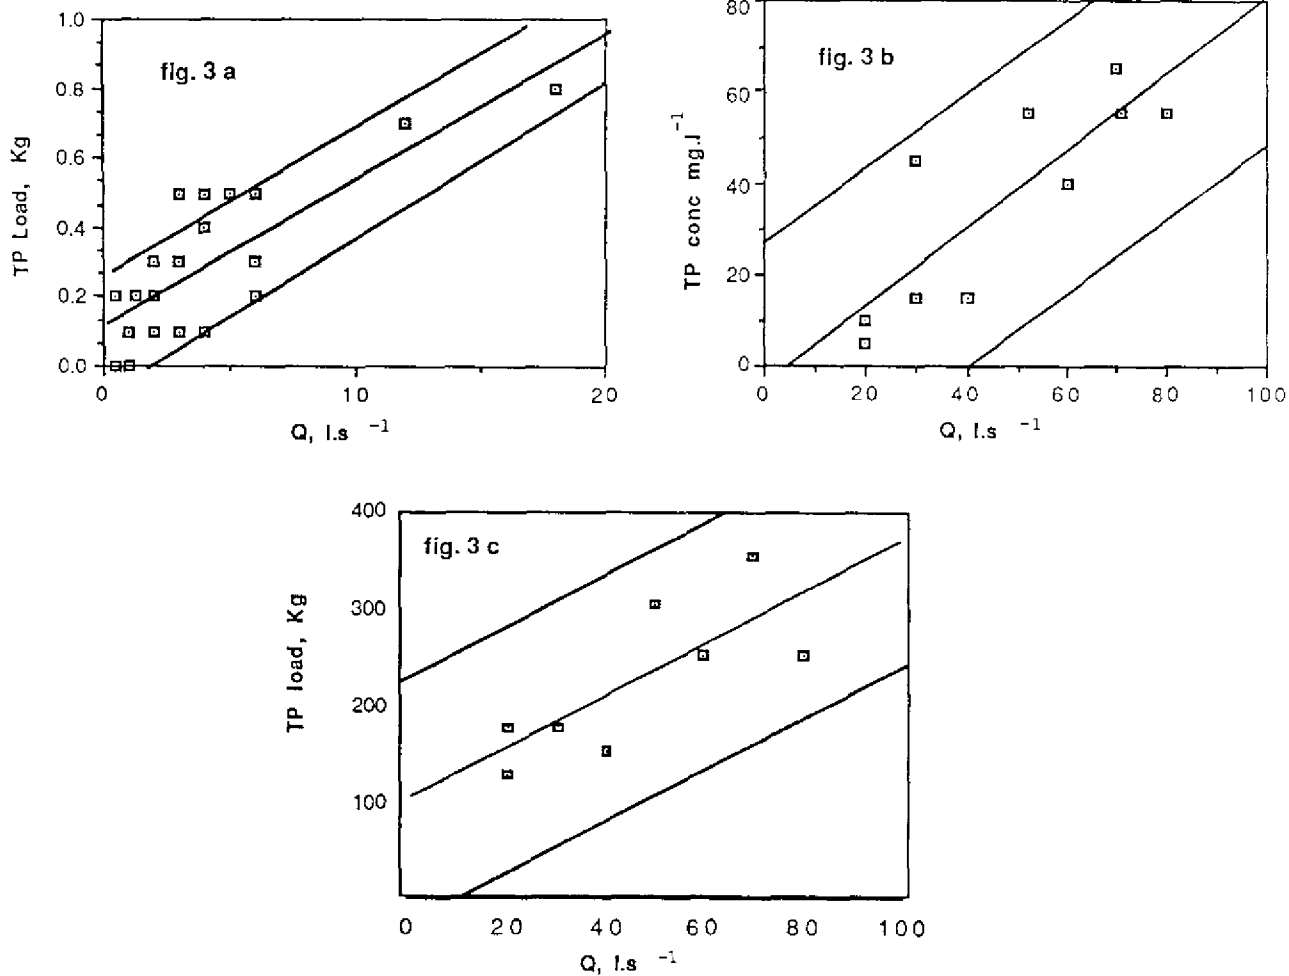 fig. 3 a
TP Load, Kg
1.0
0.8
0.6
0.4
0.2
0.0
0 10 20
Q, l.s -1
fig. 3 b
TP conc mg.l-1
80
60
40
20
0
0 20 40 60 80 100
Q, l.s -1
fig. 3 c
TP load, Kg
400
300
200
100
0 20 40 60 80 100
Q, l.s -1